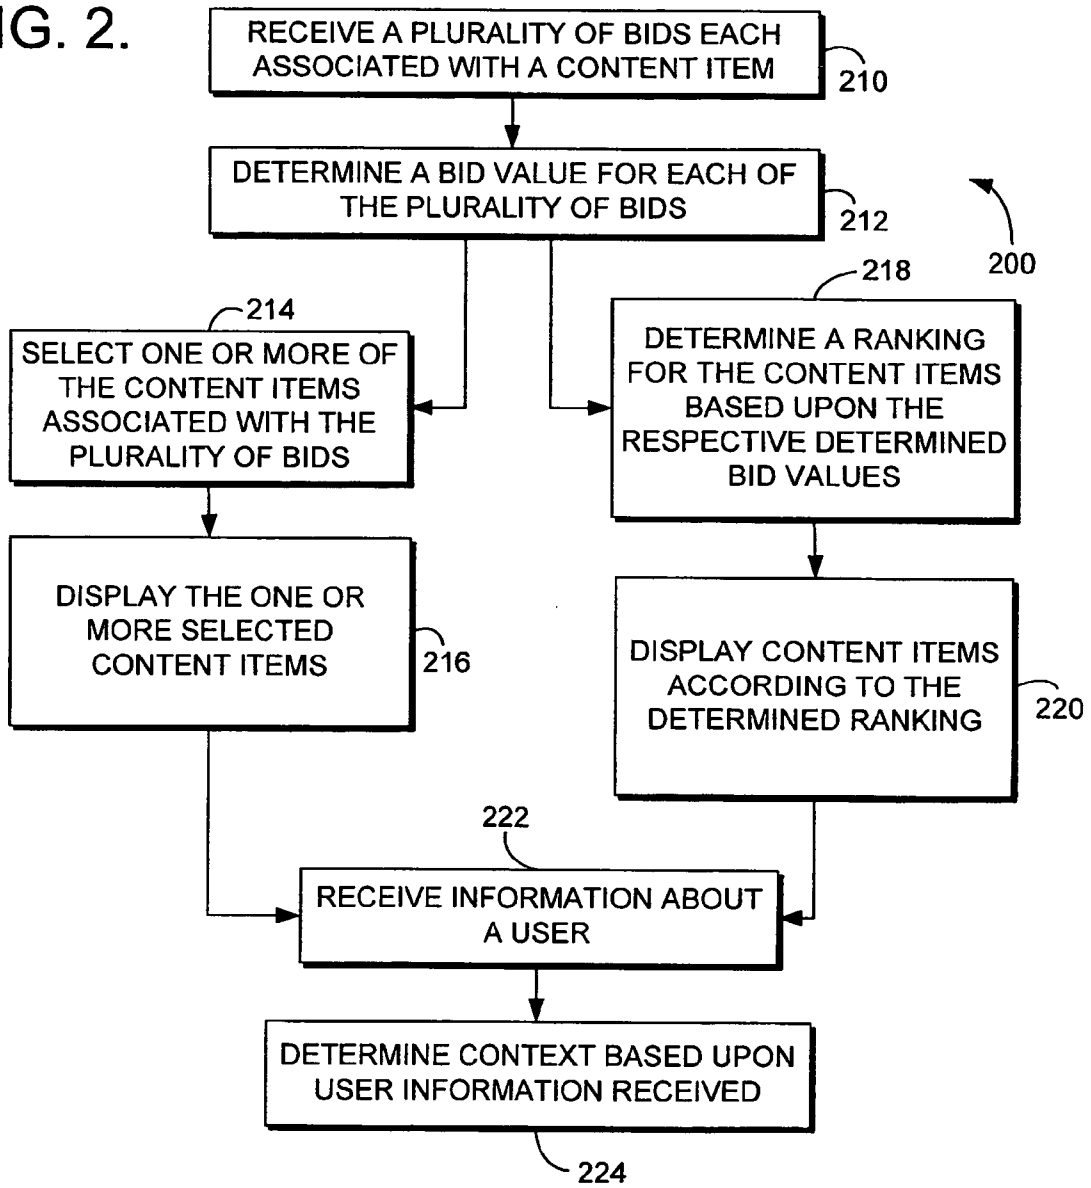 IG. 2.
RECEIVE A PLURALITY OF BIDS EACH
ASSOCIATED WITH A CONTENT ITEM
210
DETERMINE A BID VALUE FOR EACH OF
THE PLURALITY OF BIDS
212
200
214
SELECT ONE OR MORE OF
THE CONTENT ITEMS
ASSOCIATED WITH THE
PLURALITY OF BIDS
218
DETERMINE A RANKING
FOR THE CONTENT ITEMS
BASED UPON THE
RESPECTIVE DETERMINED
BID VALUES
DISPLAY THE ONE OR
MORE SELECTED
CONTENT ITEMS
216
DISPLAY CONTENT ITEMS
ACCORDING TO THE
DETERMINED RANKING
220
222
RECEIVE INFORMATION ABOUT
A USER
DETERMINE CONTEXT BASED UPON
USER INFORMATION RECEIVED
224